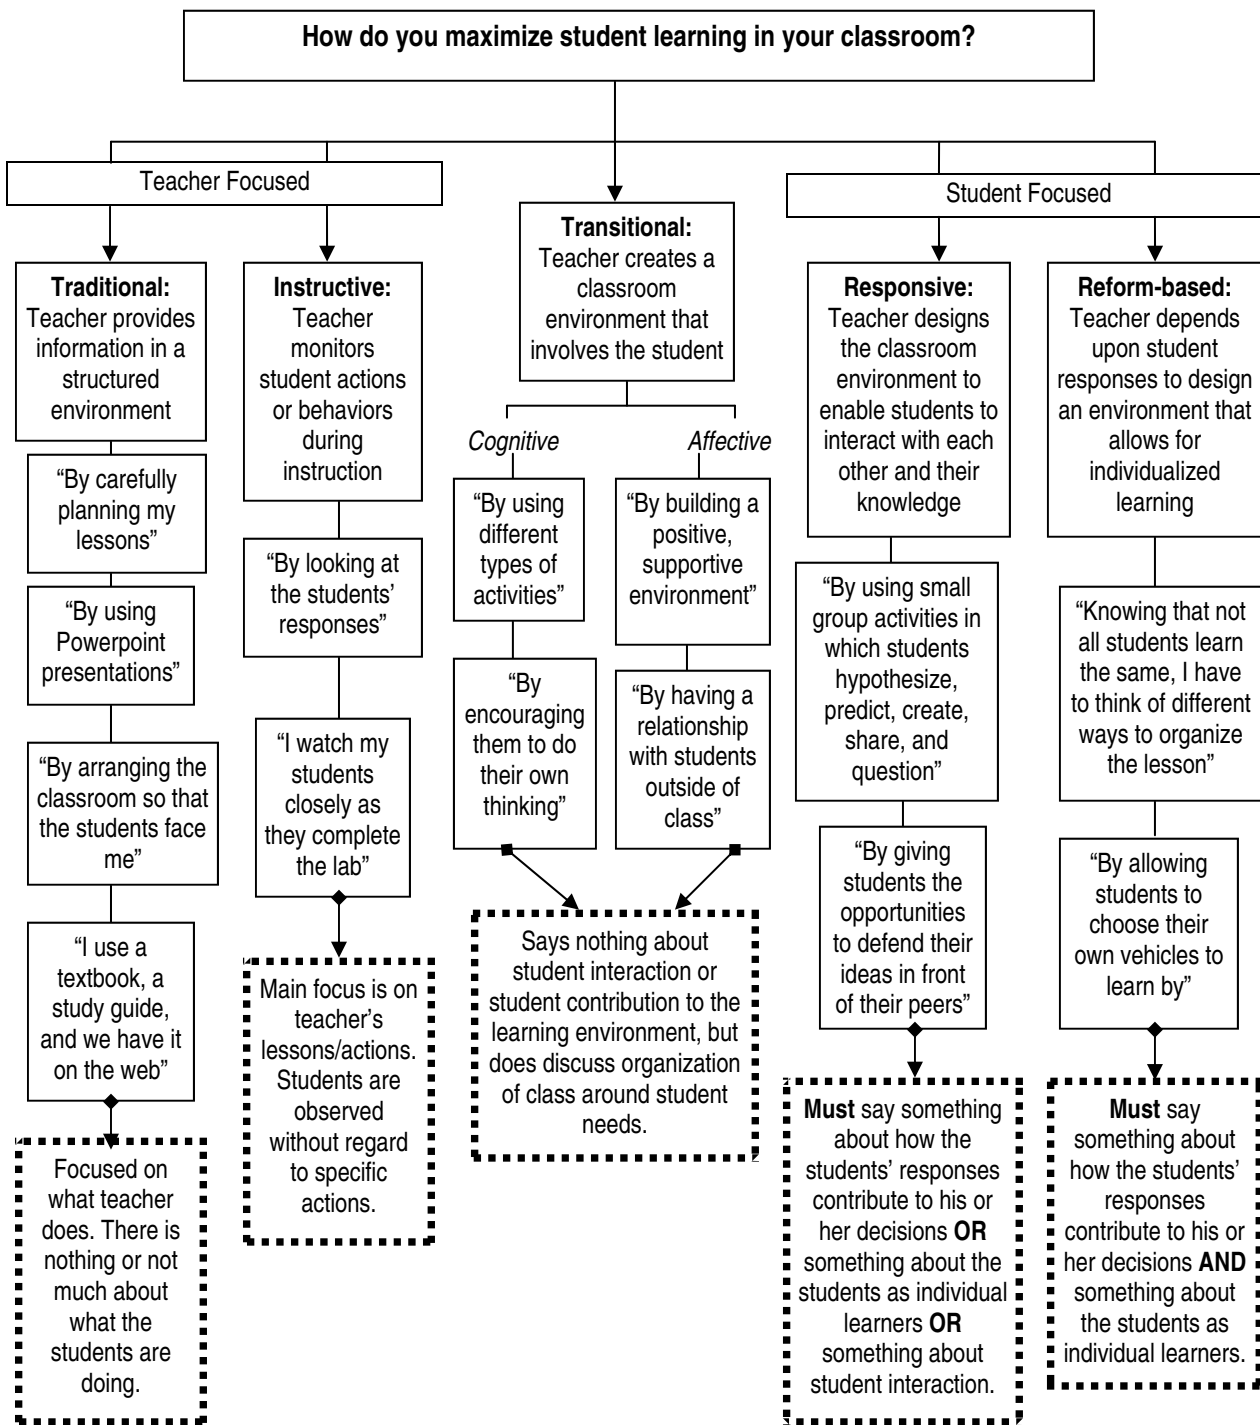 How do you maximize student learning in your classroom?
Teacher Focused
Student Focused
Traditional:
Teacher provides
information in a
structured
environment
“By carefully
planning my
lessons”
“By using
Powerpoint
presentations”
“By arranging the
classroom so that
the students face
me”
“I use a
textbook, a
study guide,
and we have it
on the web”
Focused on
what teacher
does. There is
nothing or not
much about
what the
students are
doing.
Instructive:
Teacher
monitors
student actions
or behaviors
during
instruction
“By looking at
the students’
responses”
“I watch my
students
closely as
they complete
the lab”
Main focus is on
teacher’s
lessons/actions.
Students are
observed
without regard
to specific
actions.
Transitional:
Teacher creates a
classroom
environment that
involves the student
Cognitive
“By using
different
types of
activities”
“By
encouraging
them to do
their own
thinking”
Affective
“By building a
positive,
supportive
environment”
“By having a
relationship
with students
outside of
class”
Says nothing about
student interaction or
student contribution to the
learning environment, but
does discuss organization
of class around student
needs.
Responsive:
Teacher designs
the classroom
environment to
enable students to
interact with each
other and their
knowledge
“By using small
group activities in
which students
hypothesize,
predict, create,
share, and
question”
“By giving
students the
opportunities
to defend their
ideas in front
of their peers”
Must say something
about how the
students’ responses
contribute to his or
her decisions OR
something about the
students as individual
learners OR
something about
student interaction.
Reform-based:
Teacher depends
upon student
responses to design
an environment that
allows for
individualized
learning
“Knowing that not
all students learn
the same, I have
to think of different
ways to organize
the lesson”
“By allowing
students to
choose their
own vehicles to
learn by”
Must say
something about
how the students’
responses
contribute to his or
her decisions AND
something about
the students as
individual learners.